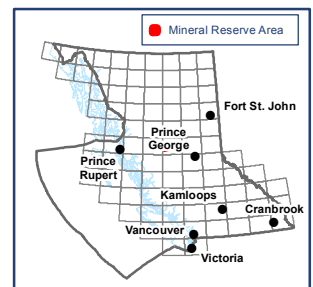 Mineral Reserve Area
Fort St. John
Prince
George
Prince
Rupert
Kamloops
Cranbrook
Vancouver
Victoria